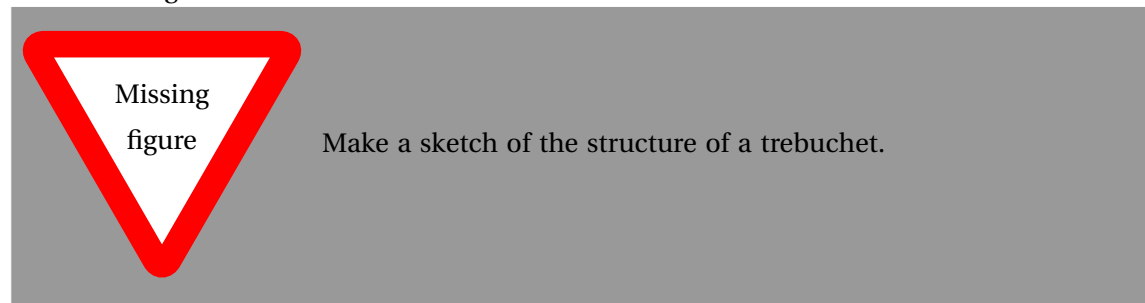 Missing
figure
Make a sketch of the structure of a trebuchet.